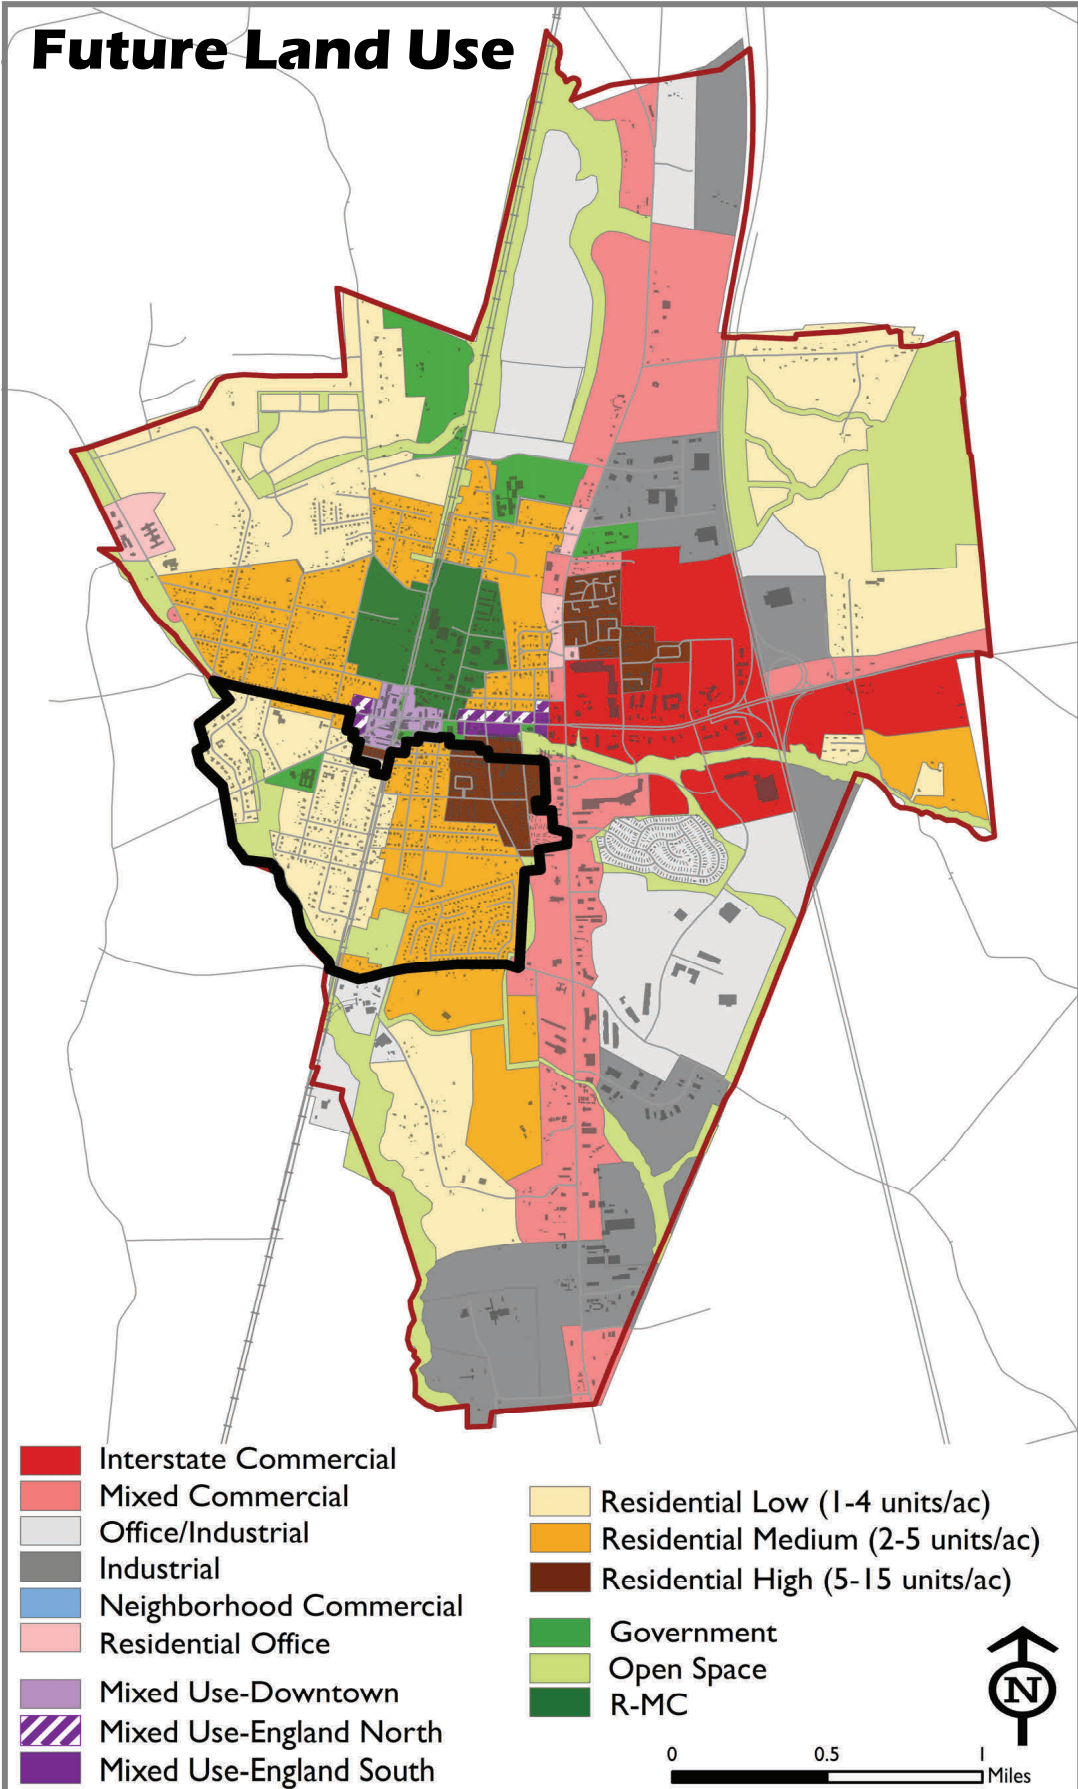 Future Land Use
Interstate Commercial
Mixed Commercial
Office/Industrial
Industrial
Neighborhood Commercial
Residential Office
Mixed Use-Downtown
Mixed Use-England North
Mixed Use-England South
Residential Low (1-4 units/ac)
Residential Medium (2-5 units/ac)
Residential High (5-15 units/ac)
Government
Open Space
R-MC
N
0 0.5 1
Miles